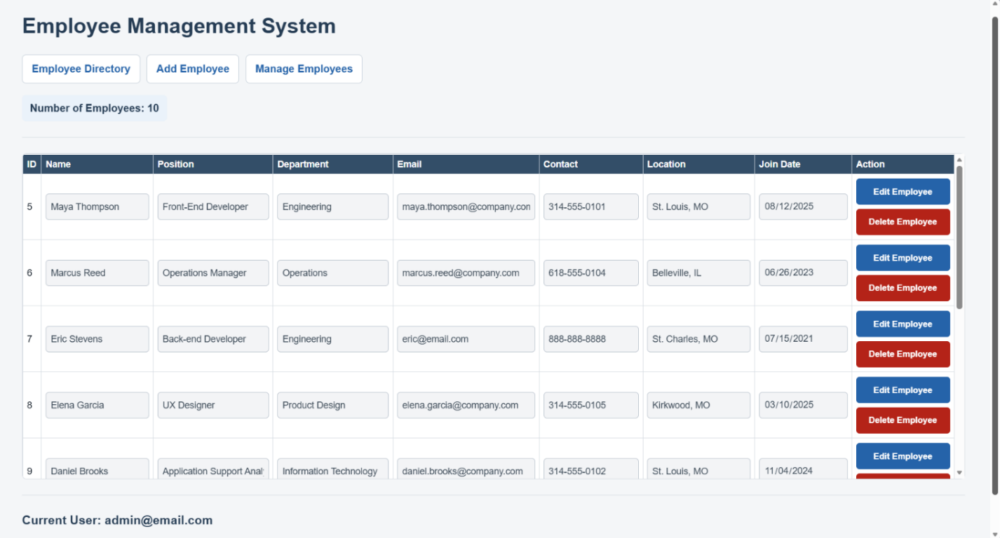 Employee Management System
Employee Directory Add Employee Manage Employees
Number of Employees: 10
ID Name Position Department Email Contact Location Join Date Action
5 Maya Thompson Front-End Developer Engineering maya.thompson@company.con 314-555-0101 St. Louis, MO 08/12/2025 Edit Employee
Delete Employee
6 Marcus Reed Operations Manager Operations marcus.reed@company.com 618-555-0104 Belleville, IL 06/26/2023 Edit Employee
Delete Employee
7 Eric Stevens Back-end Developer Engineering eric@email.com 888-888-8888 St. Charles, MO 07/15/2021 Edit Employee
Delete Employee
8 Elena Garcia UX Designer Product Design elena.garcia@company.com 314-555-0105 Kirkwood, MO 03/10/2025 Edit Employee
Delete Employee
9 Daniel Brooks Application Support Anal Information Technology daniel.brooks@company.com 314-555-0102 St. Louis, MO 11/04/2024 Edit Employee
Current User: admin@email.com